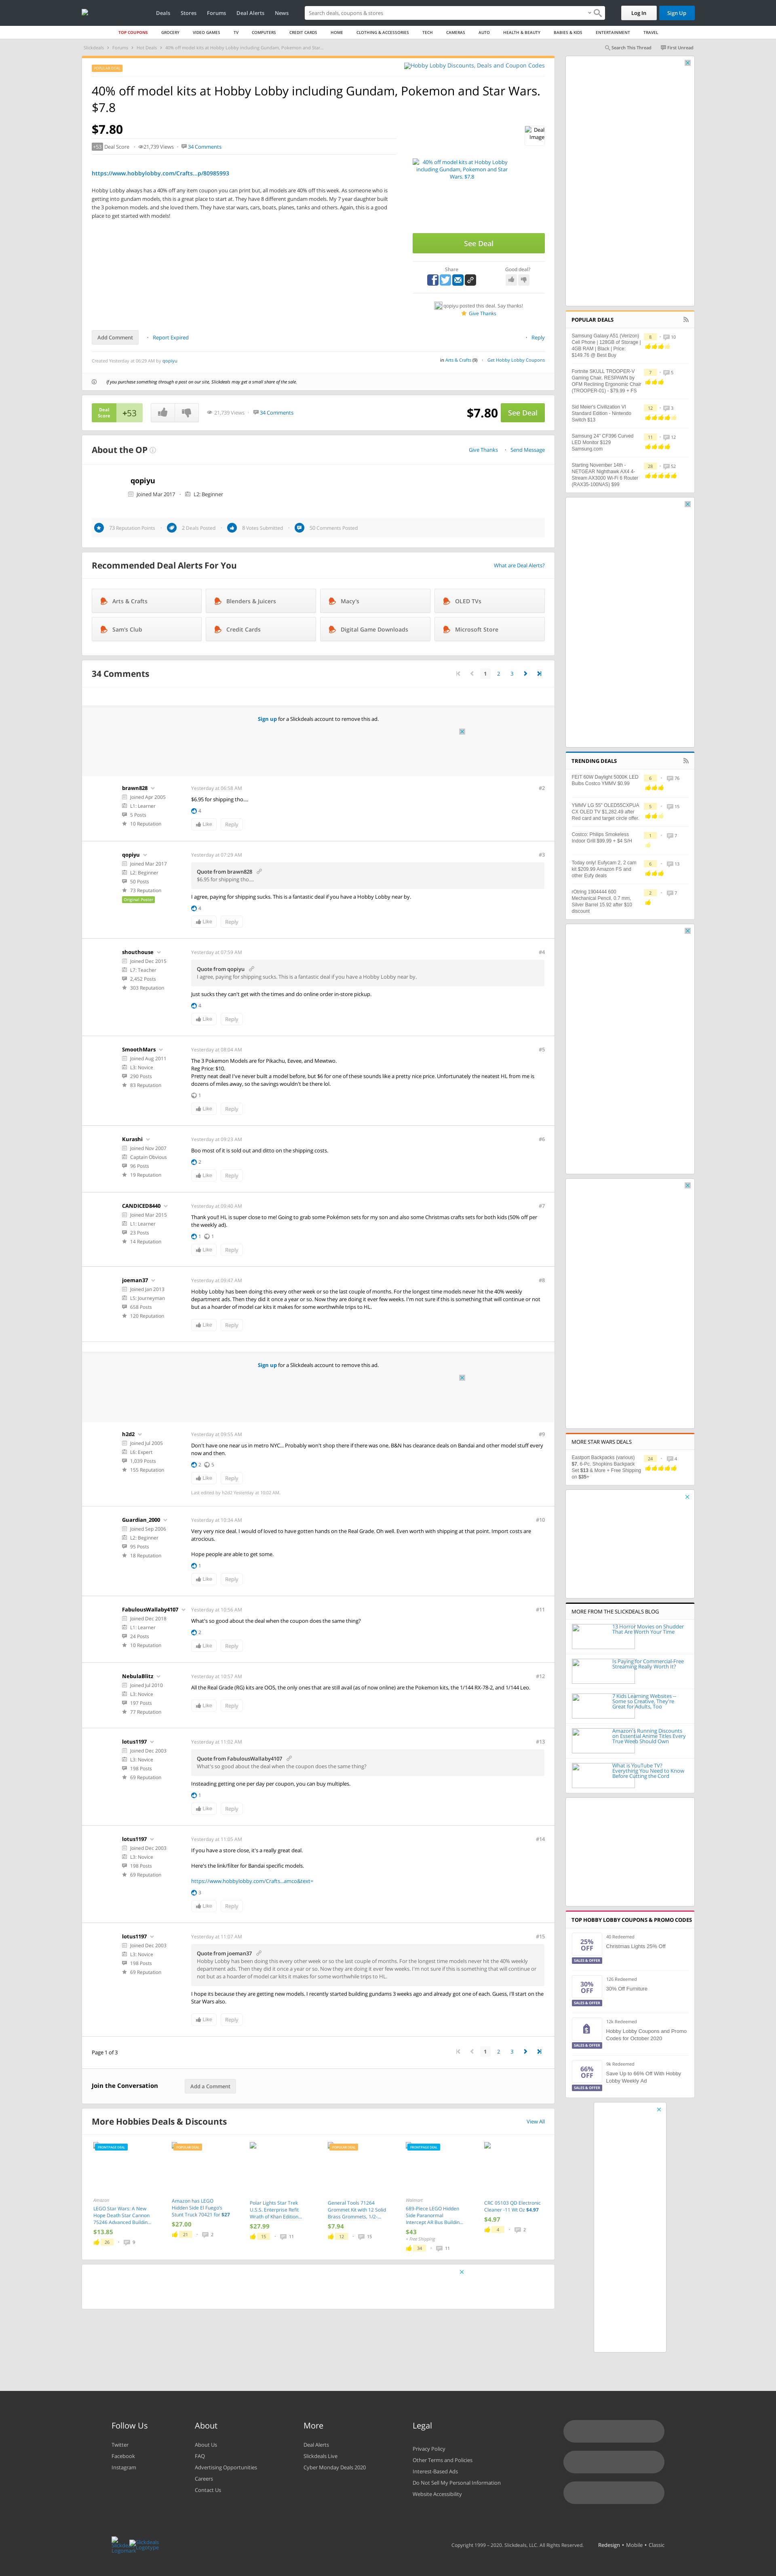 Deals
Stores
Forums
Deal Alerts
News
Search deals, coupons & stores
Log In
Sign Up
TOP COUPONS
GROCERY
VIDEO GAMES
TV
COMPUTERS
CREDIT CARDS
HOME
CLOTHING & ACCESSORIES
TECH
CAMERAS
AUTO
HEALTH & BEAUTY
BABIES & KIDS
ENTERTAINMENT
TRAVEL
Slickdeals
Forums
Hot Deals
40% off model kits at Hobby Lobby including Gundam, Pokemon and Star...
Search This Thread
First Unread
POPULAR DEAL
Hobby Lobby Discounts, Deals and Coupon Codes
40% off model kits at Hobby Lobby including Gundam, Pokemon and Star Wars.
$7.8
$7.80
+53 Deal Score
21,739 Views
34 Comments
Deal Image
https://www.hobbylobby.com/Crafts...p/80985993
Hobby Lobby always has a 40% off any item coupon you can print but, all models are 40% off this week. As someone who is
getting into gundam models, this is a great place to start at. They have 8 different gundam models. My 7 year daughter built
the 3 pokemon models. and she loved them. They have star wars, cars, boats, planes, tanks and others. Again, this is a good
place to get started with models!
40% off model kits at Hobby Lobby
including Gundam, Pokemon and Star
Wars. $7.8
See Deal
Share
Good deal?
qopiyu posted this deal. Say thanks!
Give Thanks
Add Comment
Report Expired
Reply
Created Yesterday at 06:29 AM by qopiyu
in Arts & Crafts (9)
Get Hobby Lobby Coupons
If you purchase something through a post on our site, Slickdeals may get a small share of the sale.
Deal
Score
+53
21,739 Views
34 Comments
$7.80
See Deal
About the OP
Give Thanks
Send Message
qopiyu
Joined Mar 2017
L2: Beginner
73 Reputation Points
2 Deals Posted
8 Votes Submitted
50 Comments Posted
Recommended Deal Alerts For You
What are Deal Alerts?
Arts & Crafts
Blenders & Juicers
Macy's
OLED TVs
Sam's Club
Credit Cards
Digital Game Downloads
Microsoft Store
34 Comments
1
2
3
Sign up for a Slickdeals account to remove this ad.
brawn828
Joined Apr 2005
L1: Learner
5 Posts
10 Reputation
Yesterday at 06:58 AM
#2
$6.95 for shipping tho....
4
Like
Reply
qopiyu
Joined Mar 2017
L2: Beginner
50 Posts
73 Reputation
Original Poster
Yesterday at 07:29 AM
#3
Quote from brawn828
$6.95 for shipping tho....
I agree, paying for shipping sucks. This is a fantastic deal if you have a Hobby Lobby near by.
4
Like
Reply
shouthouse
Joined Dec 2015
L7: Teacher
2,452 Posts
303 Reputation
Yesterday at 07:59 AM
#4
Quote from qopiyu
I agree, paying for shipping sucks. This is a fantastic deal if you have a Hobby Lobby near by.
Just sucks they can't get with the times and do online order in-store pickup.
4
Like
Reply
SmoothMars
Joined Aug 2011
L3: Novice
290 Posts
83 Reputation
Yesterday at 08:04 AM
#5
The 3 Pokemon Models are for Pikachu, Eevee, and Mewtwo.
Reg Price: $10.
Pretty neat deal! I've never built a model before, but $6 for one of these sounds like a pretty nice price. Unfortunately the neatest HL from me is
dozens of miles away, so the savings wouldn't be there lol.
1
Like
Reply
Kurashi
Joined Nov 2007
Captain Obvious
96 Posts
19 Reputation
Yesterday at 09:23 AM
#6
Boo most of it is sold out and ditto on the shipping costs.
2
Like
Reply
CANDICED8440
Joined Mar 2015
L1: Learner
23 Posts
14 Reputation
Yesterday at 09:40 AM
#7
Thank you!! HL is super close to me! Going to grab some Pokémon sets for my son and also some Christmas crafts sets for both kids (50% off per
the weekly ad).
1
1
Like
Reply
joeman37
Joined Jan 2013
L5: Journeyman
658 Posts
120 Reputation
Yesterday at 09:47 AM
#8
Hobby Lobby has been doing this every other week or so the last couple of months. For the longest time models never hit the 40% weekly
department ads. Then they did it once a year or so. Now they are doing it ever few weeks. I'm not sure if this is something that will continue or not
but as a hoarder of model car kits it makes for some worthwhile trips to HL.
Like
Reply
Sign up for a Slickdeals account to remove this ad.
h2d2
Joined Jul 2005
L6: Expert
1,039 Posts
155 Reputation
Yesterday at 09:55 AM
#9
Don't have one near us in metro NYC... Probably won't shop there if there was one. B&N has clearance deals on Bandai and other model stuff every
now and then.
2
5
Like
Reply
Last edited by h2d2 Yesterday at 10:02 AM
Guardian_2000
Joined Sep 2006
L2: Beginner
95 Posts
18 Reputation
Yesterday at 10:34 AM
#10
Very very nice deal. I would of loved to have gotten hands on the Real Grade. Oh well. Even worth with shipping at that point. Import costs are
atrocious.
Hope people are able to get some.
1
Like
Reply
FabulousWallaby4107
Joined Dec 2018
L1: Learner
24 Posts
10 Reputation
Yesterday at 10:56 AM
#11
What's so good about the deal when the coupon does the same thing?
2
Like
Reply
NebulaBlitz
Joined Jul 2010
L3: Novice
197 Posts
77 Reputation
Yesterday at 10:57 AM
#12
All the Real Grade (RG) kits are OOS, the only ones that are still avail (as of now online) are the Pokemon kits, the 1/144 RX-78-2, and 1/144 Leo.
Like
Reply
lotus1197
Joined Dec 2003
L3: Novice
198 Posts
69 Reputation
Yesterday at 11:02 AM
#13
Quote from FabulousWallaby4107
What's so good about the deal when the coupon does the same thing?
Insteading getting one per day per coupon, you can buy multiples.
1
Like
Reply
lotus1197
Joined Dec 2003
L3: Novice
198 Posts
69 Reputation
Yesterday at 11:05 AM
#14
If you have a store close, it's a really great deal.
Here's the link/filter for Bandai specific models.
https://www.hobbylobby.com/Crafts...amco&text=
3
Like
Reply
lotus1197
Joined Dec 2003
L3: Novice
198 Posts
69 Reputation
Yesterday at 11:07 AM
#15
Quote from joeman37
Hobby Lobby has been doing this every other week or so the last couple of months. For the longest time models never hit the 40% weekly
department ads. Then they did it once a year or so. Now they are doing it ever few weeks. I'm not sure if this is something that will continue or
not but as a hoarder of model car kits it makes for some worthwhile trips to HL.
I hope its because they are getting new models. I recently started building gundams 3 weeks ago and already got one of each. Guess, I'll start on the
Star Wars also.
Like
Reply
Page 1 of 3
1
2
3
Join the Conversation
Add a Comment
More Hobbies Deals & Discounts
View All
FRONTPAGE DEAL
Amazon
LEGO Star Wars: A New
Hope Death Star Cannon
75246 Advanced Buildin...
$13.85
26
9
POPULAR DEAL
Amazon has LEGO
Hidden Side El Fuego's
Stunt Truck 70421 for $27
$27.00
21
2
Polar Lights Star Trek
U.S.S. Enterprise Refit
Wrath of Khan Edition...
$27.99
15
11
POPULAR DEAL
General Tools 71264
Grommet Kit with 12 Solid
Brass Grommets, 1/2-...
$7.94
12
15
FRONTPAGE DEAL
Walmart
689-Piece LEGO Hidden
Side Paranormal
Intercept AR Bus Buildin...
$43
+ Free Shipping
34
11
CRC 05103 QD Electronic
Cleaner -11 Wt Oz $4.97
$4.97
4
2
POPULAR DEALS
Samsung Galaxy A51 (Verizon)
Cell Phone | 128GB of Storage |
4GB RAM | Black | Price:
$149.76 @ Best Buy
8
10
Fortnite SKULL TROOPER-V
Gaming Chair, RESPAWN by
OFM Reclining Ergonomic Chair
(TROOPER-01) - $79.99 + FS
7
5
Sid Meier's Civilization VI
Standard Edition - Nintendo
Switch $13
12
3
Samsung 24" CF396 Curved
LED Monitor $129
Samsung.com
11
12
Starting November 14th -
NETGEAR Nighthawk AX4 4-
Stream AX3000 Wi-Fi 6 Router
(RAX35-100NAS) $99
28
52
TRENDING DEALS
FEIT 60W Daylight 5000K LED
Bulbs Costco YMMV $0.99
6
76
YMMV LG 55" OLED55CXPUA
CX OLED TV $1,282.49 after
Red card and target circle offer.
5
15
Costco: Philips Smokeless
Indoor Grill $99.99 + $4 S/H
1
7
Today only! Eufycam 2, 2 cam
kit $209.99 Amazon FS and
other Eufy deals
6
13
rOtring 1904444 600
Mechanical Pencil, 0.7 mm,
Silver Barrel 15.92 after $10
discount
2
7
MORE STAR WARS DEALS
Eastport Backpacks (various)
$7, 6-Pc. Shopkins Backpack
Set $13 & More + Free Shipping
on $35+
24
4
MORE FROM THE SLICKDEALS BLOG
13 Horror Movies on Shudder
That Are Worth Your Time
Is Paying for Commercial-Free
Screaming Really Worth It?
7 Kids Learning Websites —
Some so Creative, They're
Great for Adults, Too
Amazon's Running Discounts
on Essential Anime Titles Every
True Weeb Should Own
What Is YouTube TV?
Everything You Need to Know
Before Cutting the Cord
TOP HOBBY LOBBY COUPONS & PROMO CODES
25%
OFF
SALES & OFFER
40 Redeemed
Christmas Lights 25% Off
30%
OFF
SALES & OFFER
126 Redeemed
30% Off Furniture
SALES & OFFER
12k Redeemed
Hobby Lobby Coupons and Promo
Codes for October 2020
66%
OFF
SALES & OFFER
9k Redeemed
Save Up to 66% Off With Hobby
Lobby Weekly Ad
Follow Us
Twitter
Facebook
Instagram
About
About Us
FAQ
Advertising Opportunities
Careers
Contact Us
More
Deal Alerts
Slickdeals Live
Cyber Monday Deals 2020
Legal
Privacy Policy
Other Terms and Policies
Interest-Based Ads
Do Not Sell My Personal Information
Website Accessibility
Copyright 1999 – 2020. Slickdeals, LLC. All Rights Reserved.
Redesign • Mobile • Classic